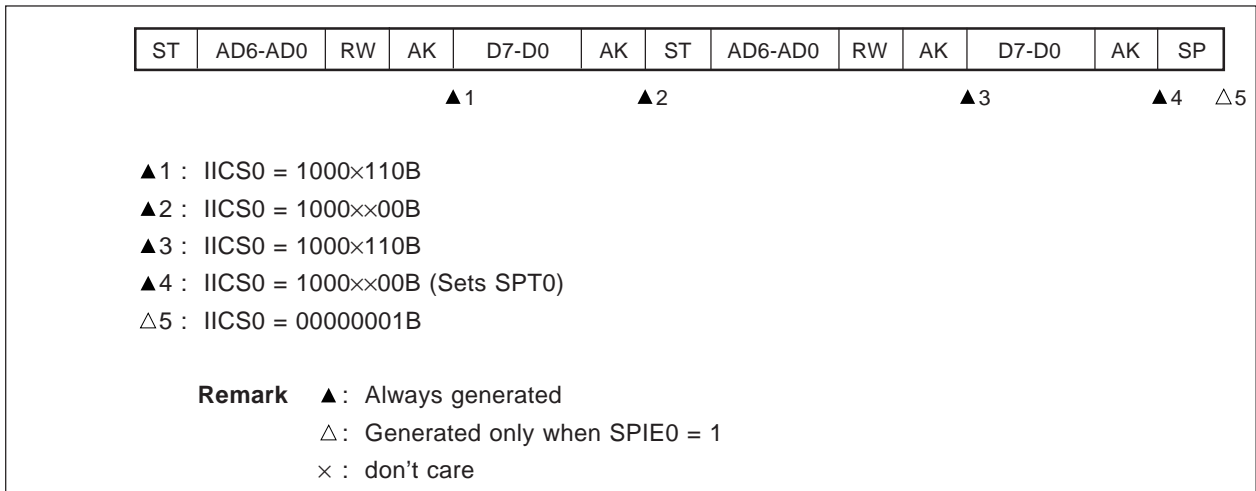 ST AD6-AD0 RW AK D7-D0 AK ST AD6-AD0 RW AK D7-D0 AK SP
▲1 ▲2 ▲3 ▲4 △5
▲1 : IICS0 = 1000×110B
▲2 : IICS0 = 1000××00B
▲3 : IICS0 = 1000×110B
▲4 : IICS0 = 1000××00B (Sets SPT0)
△5 : IICS0 = 00000001B
Remark ▲ : Always generated
△ : Generated only when SPIE0 = 1
× : don't care